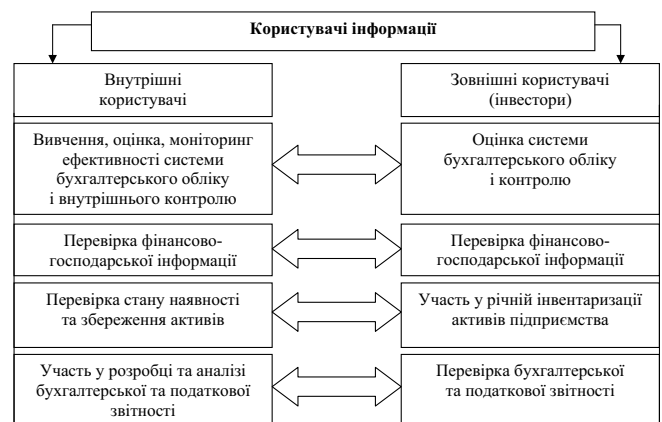 Користувачі інформації
Внутрішні
користувачі
Зовнішні користувачі
(інвестори)
Вивчення, оцінка, моніторинг
ефективності системи
бухгалтерського обліку
і внутрішнього контролю
Оцінка системи
бухгалтерського обліку
і контролю
Перевірка фінансово-
господарської інформації
Перевірка фінансово-
господарської інформації
Перевірка стану наявності
та збереження активів
Участь у річній інвентаризації
активів підприємства
Участь у розробці та аналізі
бухгалтерської та податкової
звітності
Перевірка бухгалтерської
та податкової звітності